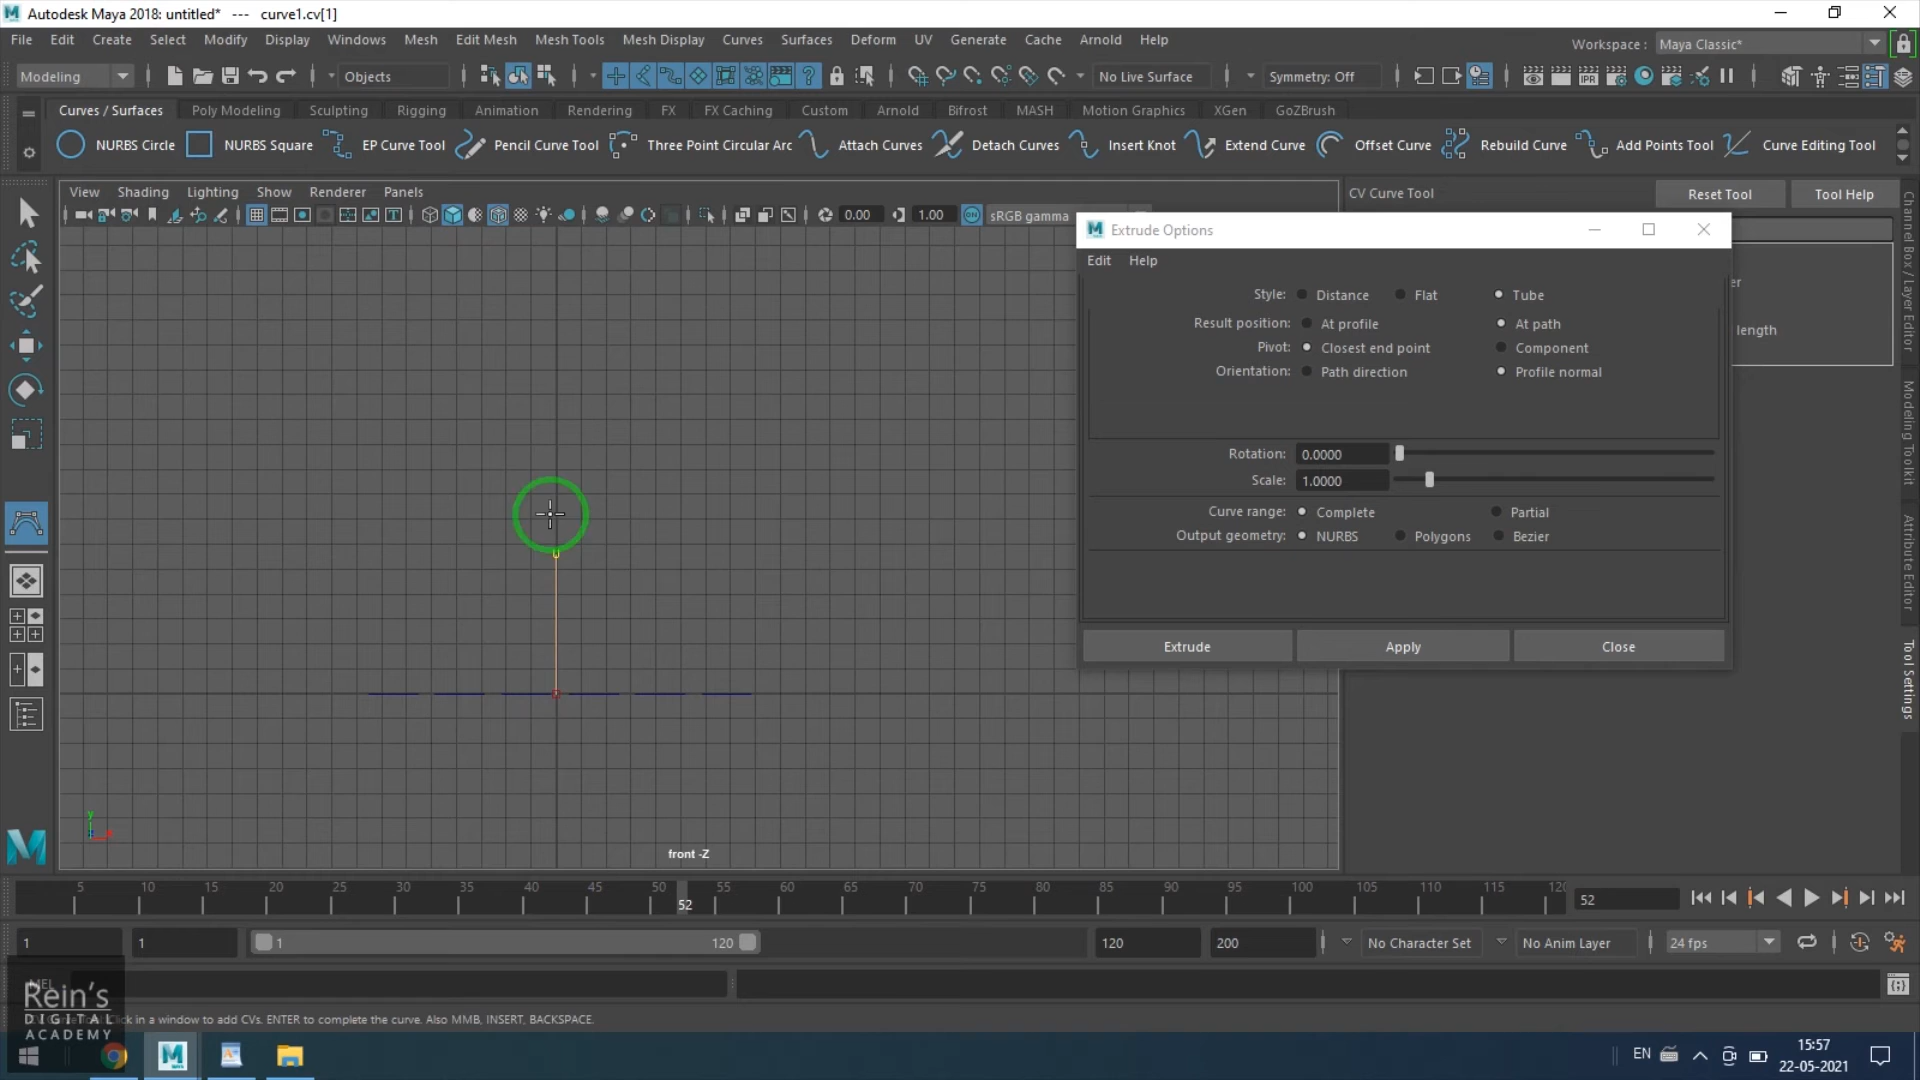 Autodesk Maya 2018: untitled* --- curve1.cv[1]
File Edit Create Select Modify Display Windows Mesh Edit Mesh Mesh Tools Mesh Display Curves Surfaces Deform UV Generate Cache Arnold Help
Workspace : Maya Classic*
Modeling Objects No Live Surface Symmetry: Off
Curves / Surfaces Poly Modeling Sculpting Rigging Animation Rendering FX FX Caching Custom Arnold Bifrost MASH Motion Graphics XGen GoZBrush
NURBS Circle NURBS Square EP Curve Tool Pencil Curve Tool Three Point Circular Arc Attach Curves Detach Curves Insert Knot Extend Curve Offset Curve Rebuild Curve Add Points Tool Curve Editing Tool
View Shading Lighting Show Renderer Panels
0.00 1.00 ON sRGB gamma
CV Curve Tool Reset Tool Tool Help
Extrude Options
Edit Help
Style: Distance Flat Tube
Result position: At profile At path
Pivot: Closest end point Component
Orientation: Path direction Profile normal
Rotation: 0.0000
Scale: 1.0000
Curve range: Complete Partial
Output geometry: NURBS Polygons Bezier
Extrude Apply Close
er
length
Channel Box / Layer Editor
Modeling Toolkit
Attribute Editor
Tool Settings
U
y
front -Z
5 10 15 20 25 30 35 40 45 50 55 60 65 70 75 80 85 90 95 100 105 110 115 120
52
52
1 1 1 120 120 200 No Character Set No Anim Layer 24 fps
MEL
Rein's
DIGITAL
ACADEMY
Click in a window to add CVs. ENTER to complete the curve. Also MMB, INSERT, BACKSPACE.
EN
15:57
22-05-2021